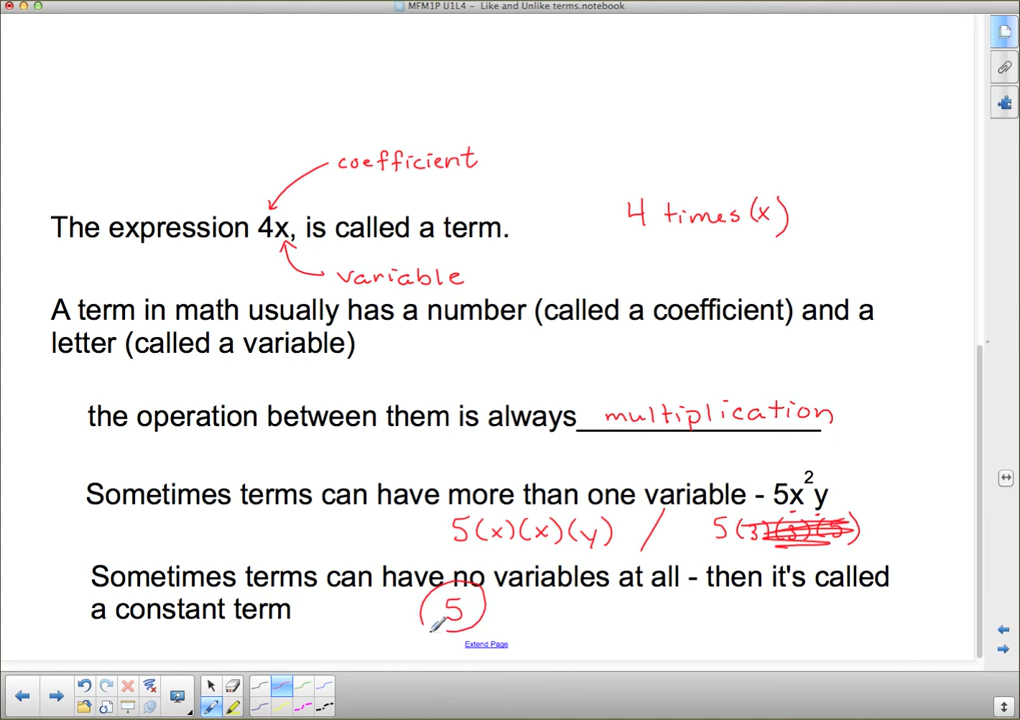 MFM1P U1L4 - Like and Unlike terms.notebook
coefficient
The expression 4x, is called a term.
4 times (x)
variable
A term in math usually has a number (called a coefficient) and a
letter (called a variable)
the operation between them is always multiplication
Sometimes terms can have more than one variable - 5x²y
5(x)(x)(y) / 5(
Sometimes terms can have no variables at all - then it's called
a constant term
5
Extend Page